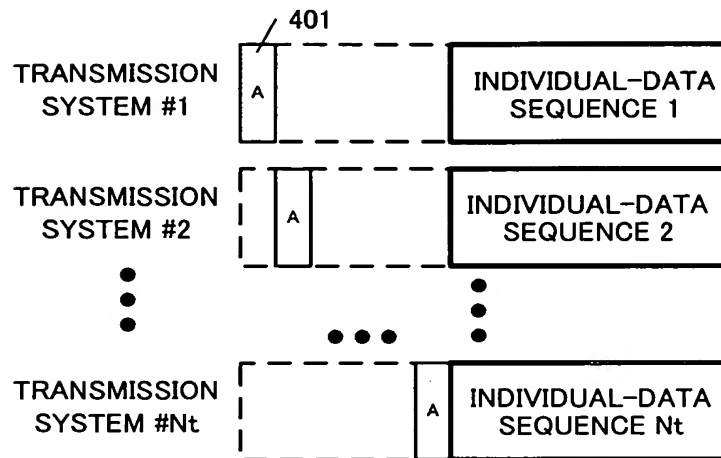 401
TRANSMISSION
SYSTEM #1
A
INDIVIDUAL-DATA
SEQUENCE 1
TRANSMISSION
SYSTEM #2
A
INDIVIDUAL-DATA
SEQUENCE 2
TRANSMISSION
SYSTEM #Nt
A
INDIVIDUAL-DATA
SEQUENCE Nt